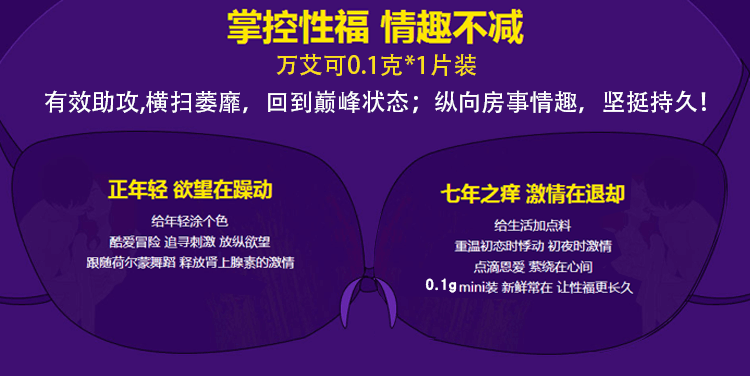 掌控性福 情趣不减
万艾可0.1克*1片装
有效助攻,横扫萎靡，回到巅峰状态；纵向房事情趣，坚挺持久!
正年轻 欲望在躁动
给年轻涂个色
酷爱冒险 追寻刺激 放纵欲望
跟随荷尔蒙舞蹈 释放肾上腺素的激情
七年之痒 激情在退却
给生活加点料
重温初恋时悸动 初夜时激情
点滴恩爱 萦绕在心间
0.1g mini装 新鲜常在 让性福更长久